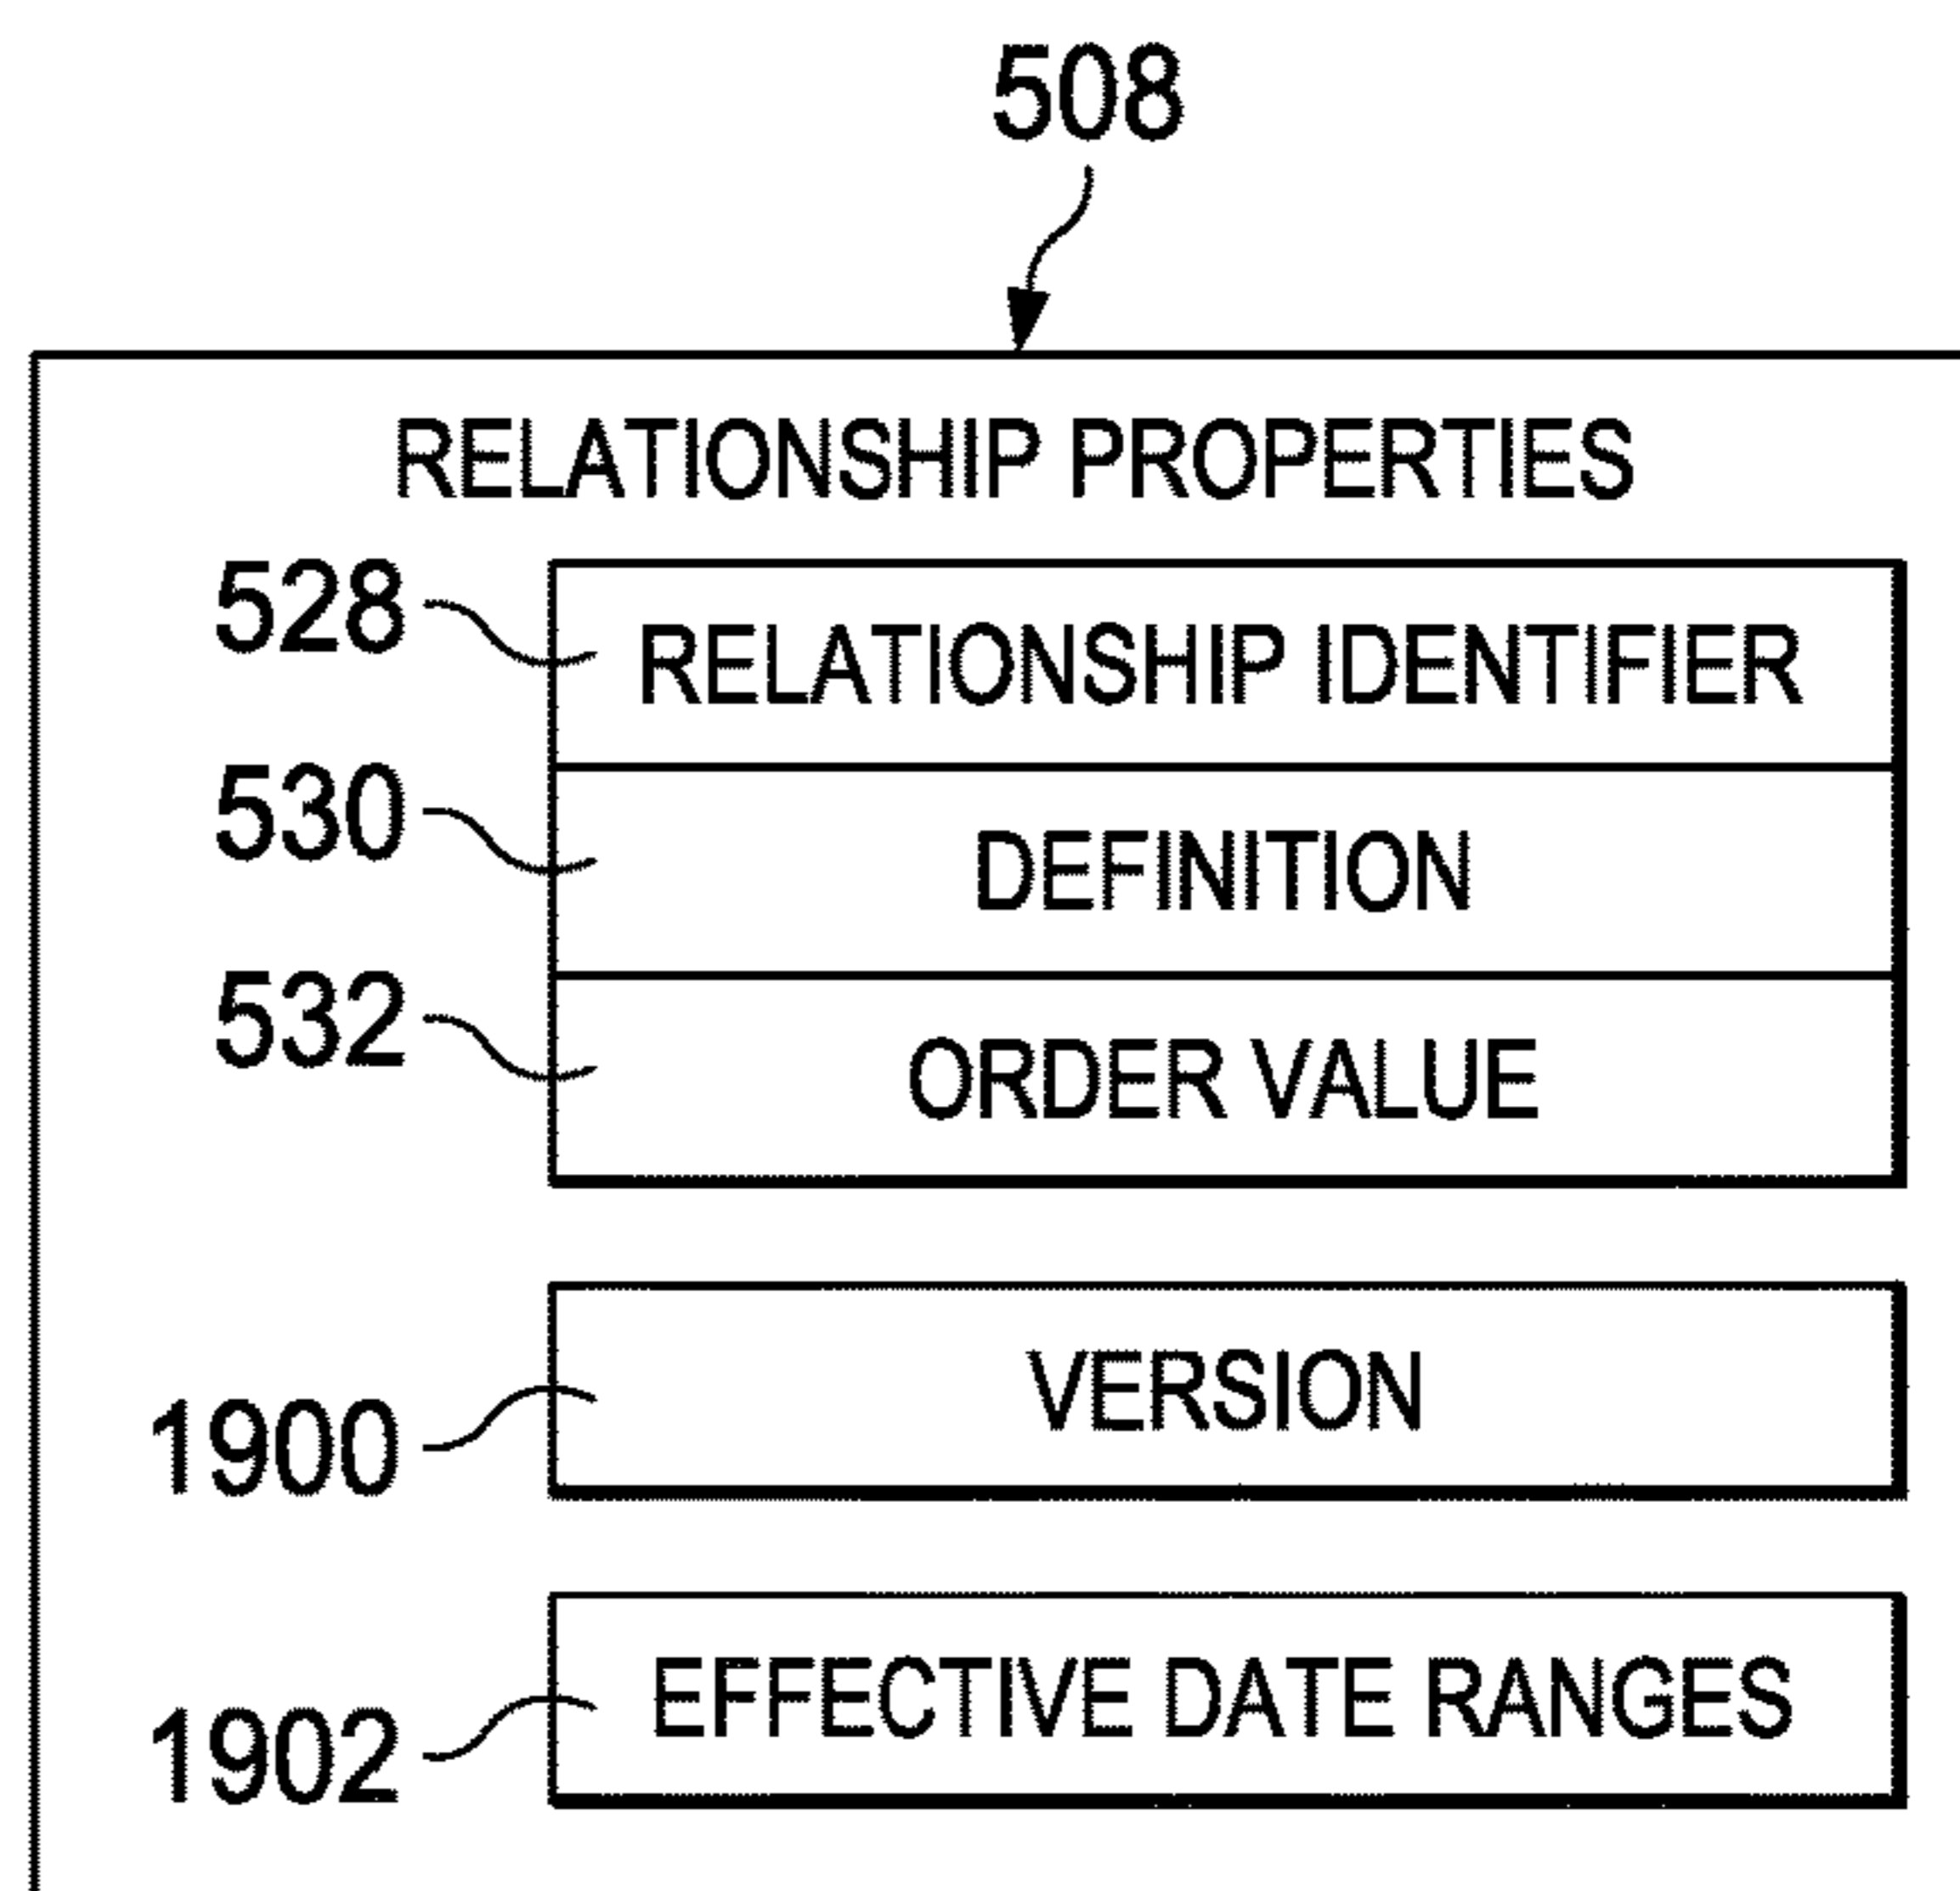 508
RELATIONSHIP PROPERTIES
528 RELATIONSHIP IDENTIFIER
530 DEFINITION
532 ORDER VALUE
1900 VERSION
1902 EFFECTIVE DATE RANGES